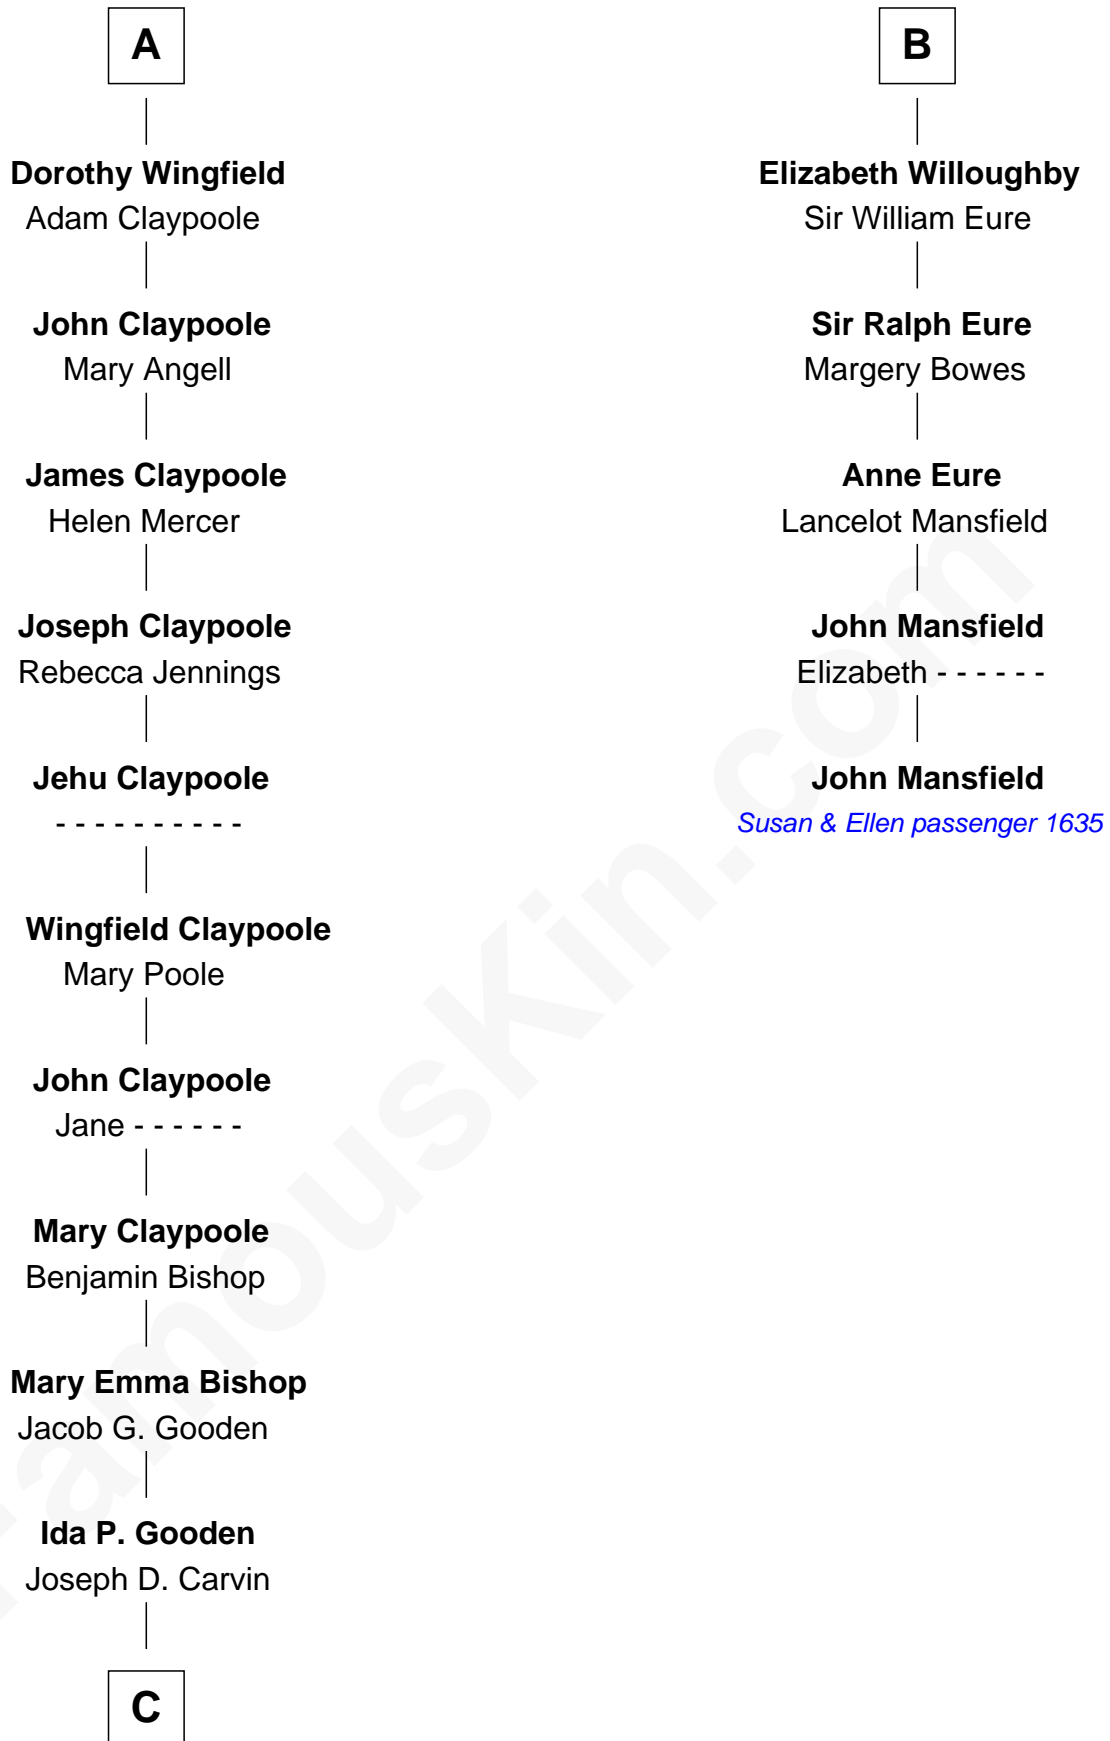 A
Dorothy Wingfield
Adam Claypoole
John Claypoole
Mary Angell
James Claypoole
Helen Mercer
Joseph Claypoole
Rebecca Jennings
Jehu Claypoole
- - - - - - - - - -
Wingfield Claypoole
Mary Poole
John Claypoole
Jane - - - - - -
Mary Claypoole
Benjamin Bishop
Mary Emma Bishop
Jacob G. Gooden
Ida P. Gooden
Joseph D. Carvin
C
B
Elizabeth Willoughby
Sir William Eure
Sir Ralph Eure
Margery Bowes
Anne Eure
Lancelot Mansfield
John Mansfield
Elizabeth - - - - - -
John Mansfield
Susan & Ellen passenger 1635
FamousKin.com